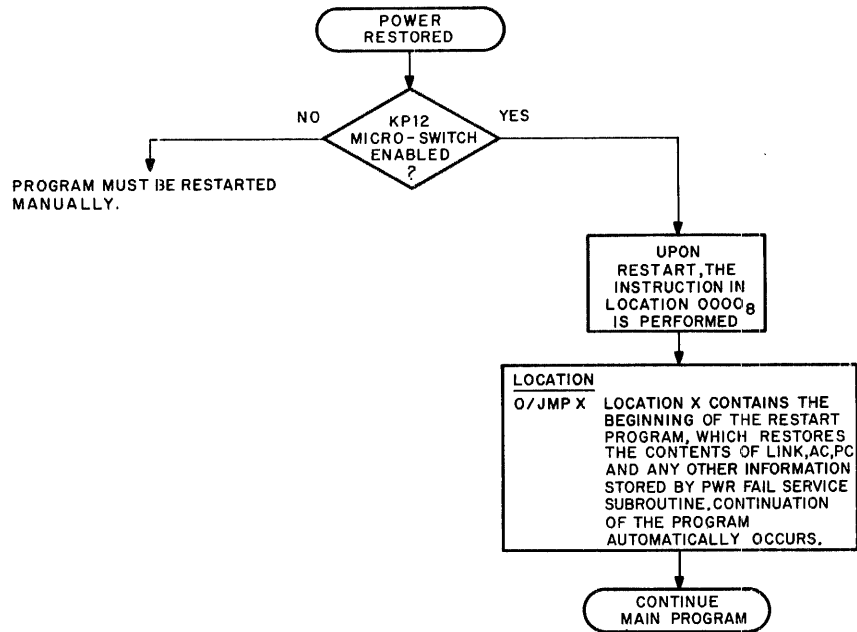 POWER
RESTORED
NO
YES
KP12
MICRO-SWITCH
ENABLED
?
PROGRAM MUST BE RESTARTED
MANUALLY.
UPON
RESTART, THE
INSTRUCTION IN
LOCATION 0000₈
IS PERFORMED
LOCATION
0/JMP X LOCATION X CONTAINS THE
BEGINNING OF THE RESTART
PROGRAM, WHICH RESTORES
THE CONTENTS OF LINK,AC,PC
AND ANY OTHER INFORMATION
STORED BY PWR FAIL SERVICE
SUBROUTINE.CONTINUATION
OF THE PROGRAM
AUTOMATICALLY OCCURS.
CONTINUE
MAIN PROGRAM